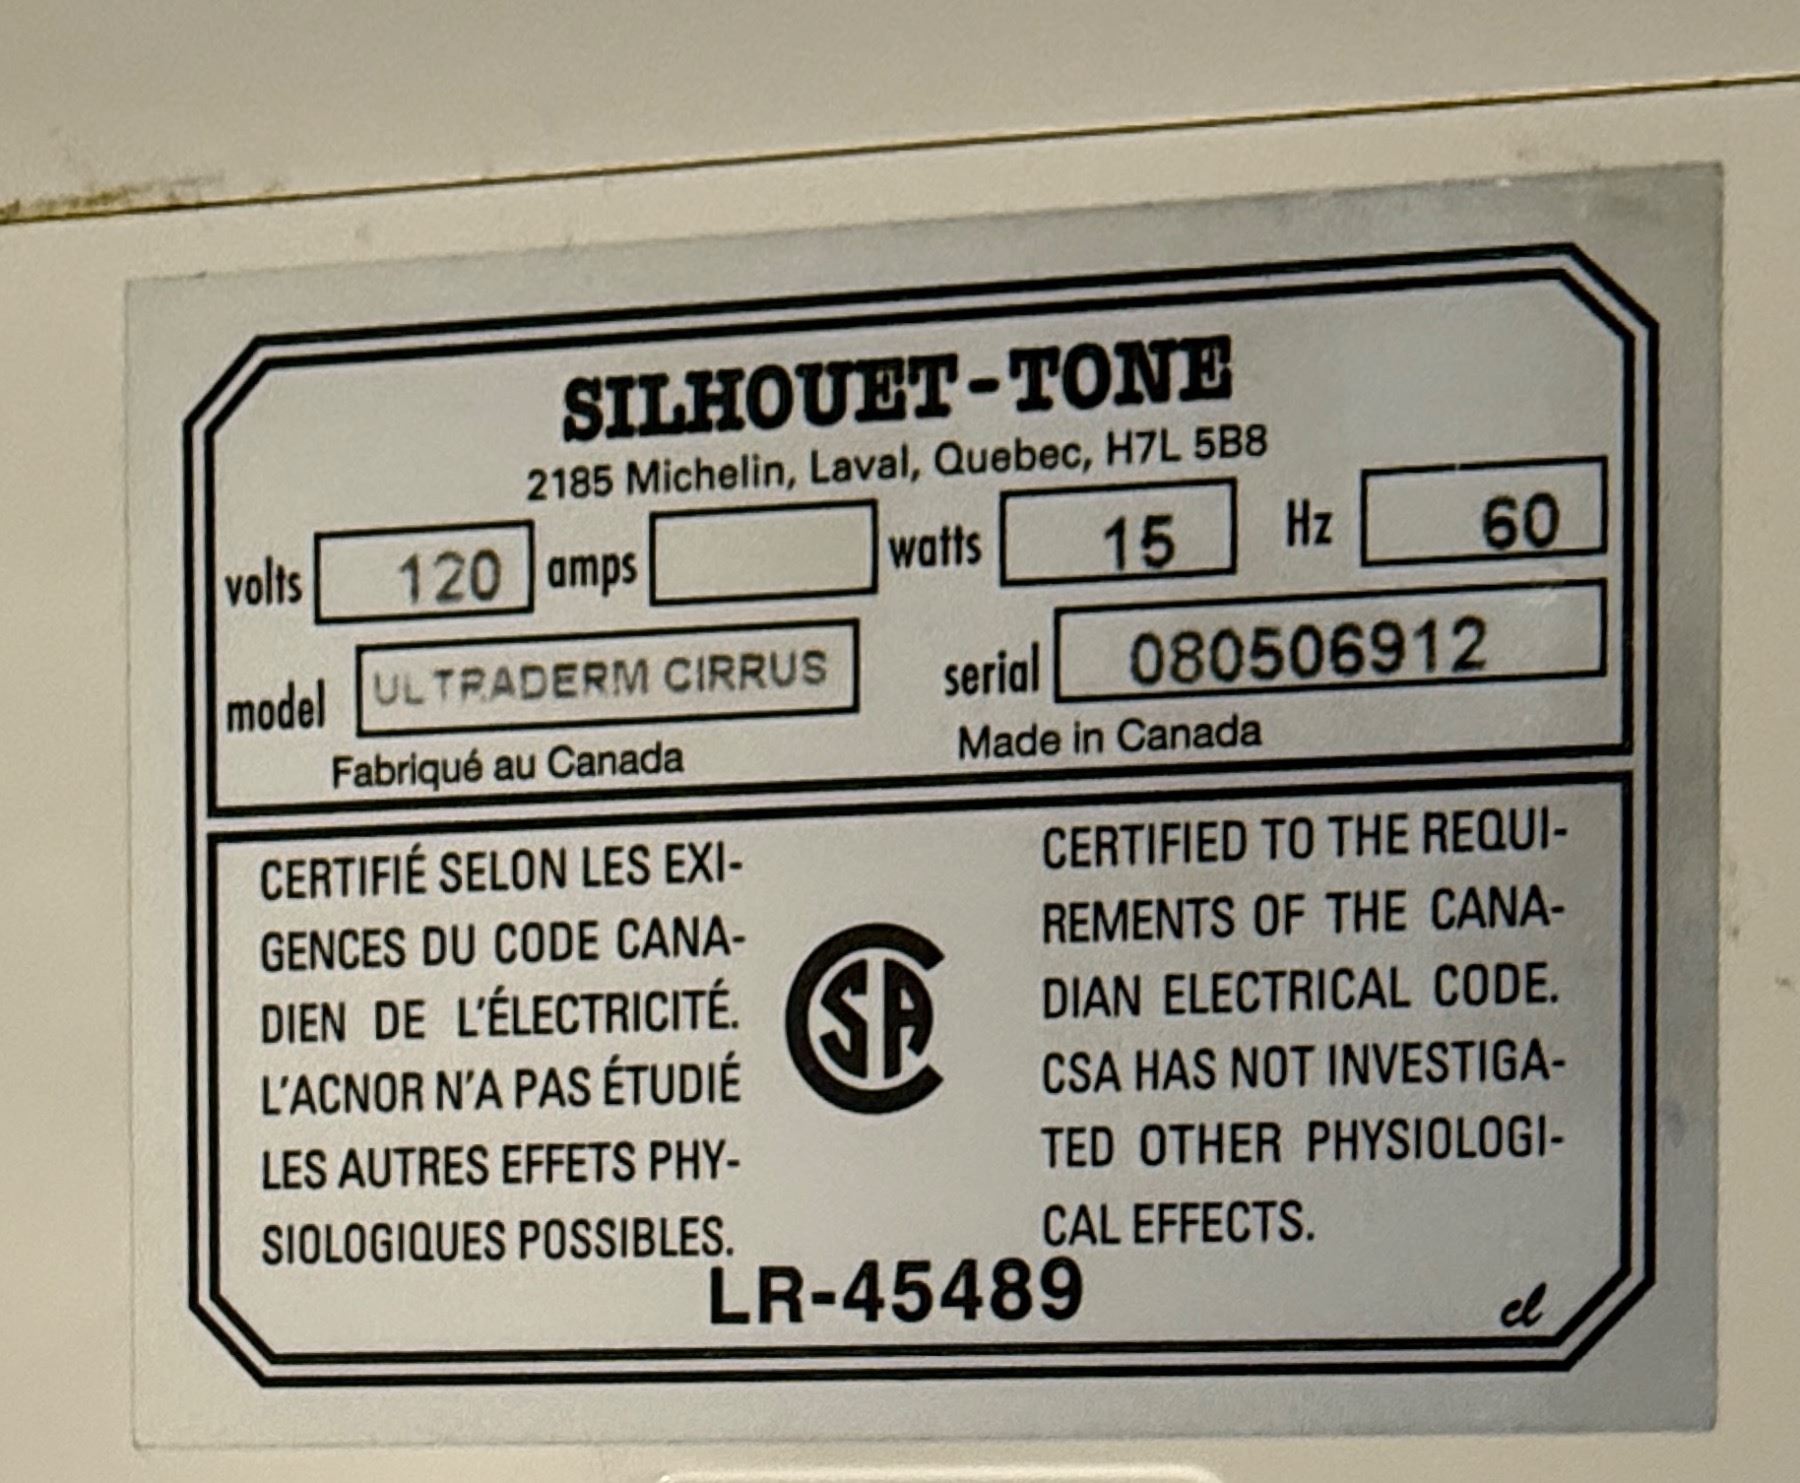 SILHOUET-TONE
2185 Michelin, Laval, Quebec, H7L 5B8
volts 120 amps watts 15 Hz 60
model ULTRADERM CIRRUS serial 080506912
Fabriqué au Canada Made in Canada
CERTIFIÉ SELON LES EXI-
GENCES DU CODE CANA-
DIEN DE L'ÉLECTRICITÉ.
L'ACNOR N'A PAS ÉTUDIÉ
LES AUTRES EFFETS PHY-
SIOLOGIQUES POSSIBLES.
CSA
CERTIFIED TO THE REQUI-
REMENTS OF THE CANA-
DIAN ELECTRICAL CODE.
CSA HAS NOT INVESTIGA-
TED OTHER PHYSIOLOGI-
CAL EFFECTS.
LR-45489
cl